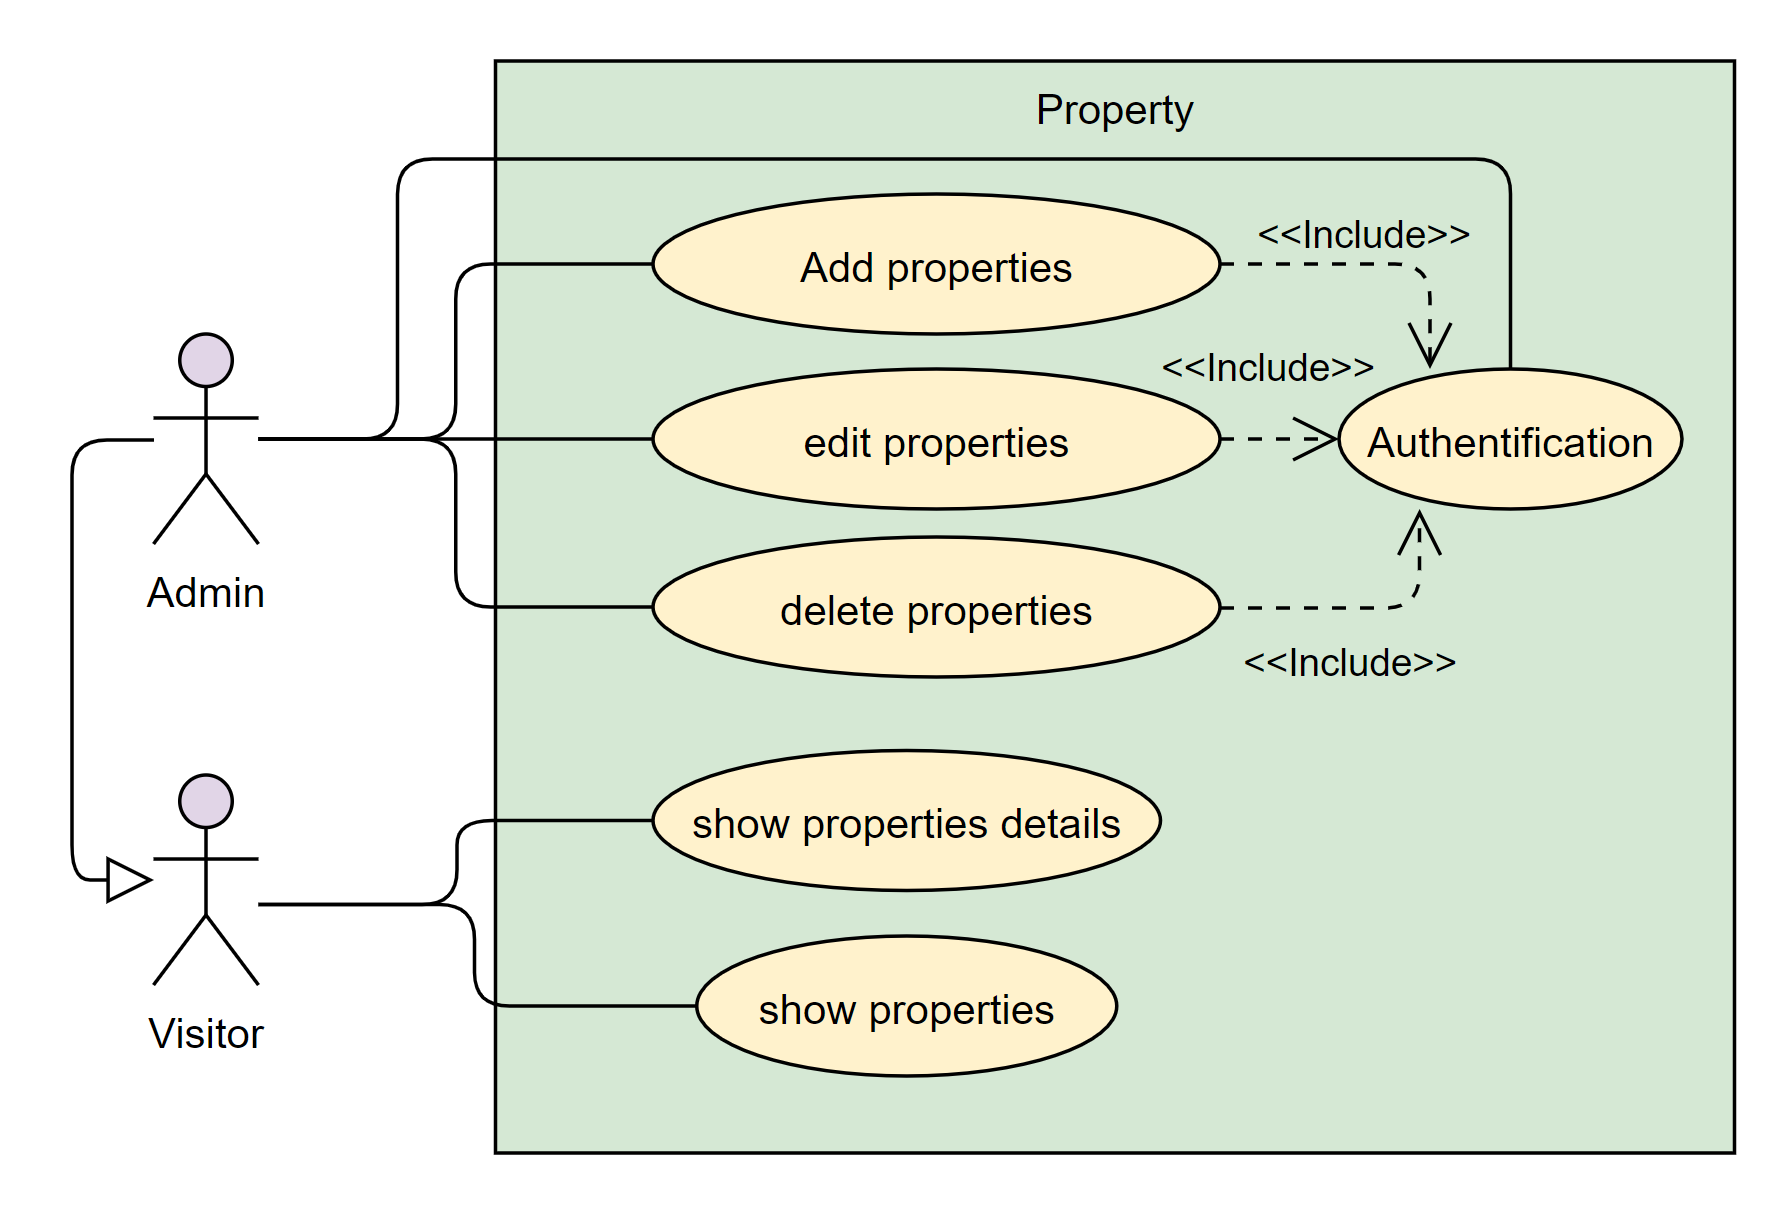 Property
Add properties
<<Include>>
<<Include>>
edit properties
Authentification
Admin
delete properties
<<Include>>
show properties details
show properties
Visitor